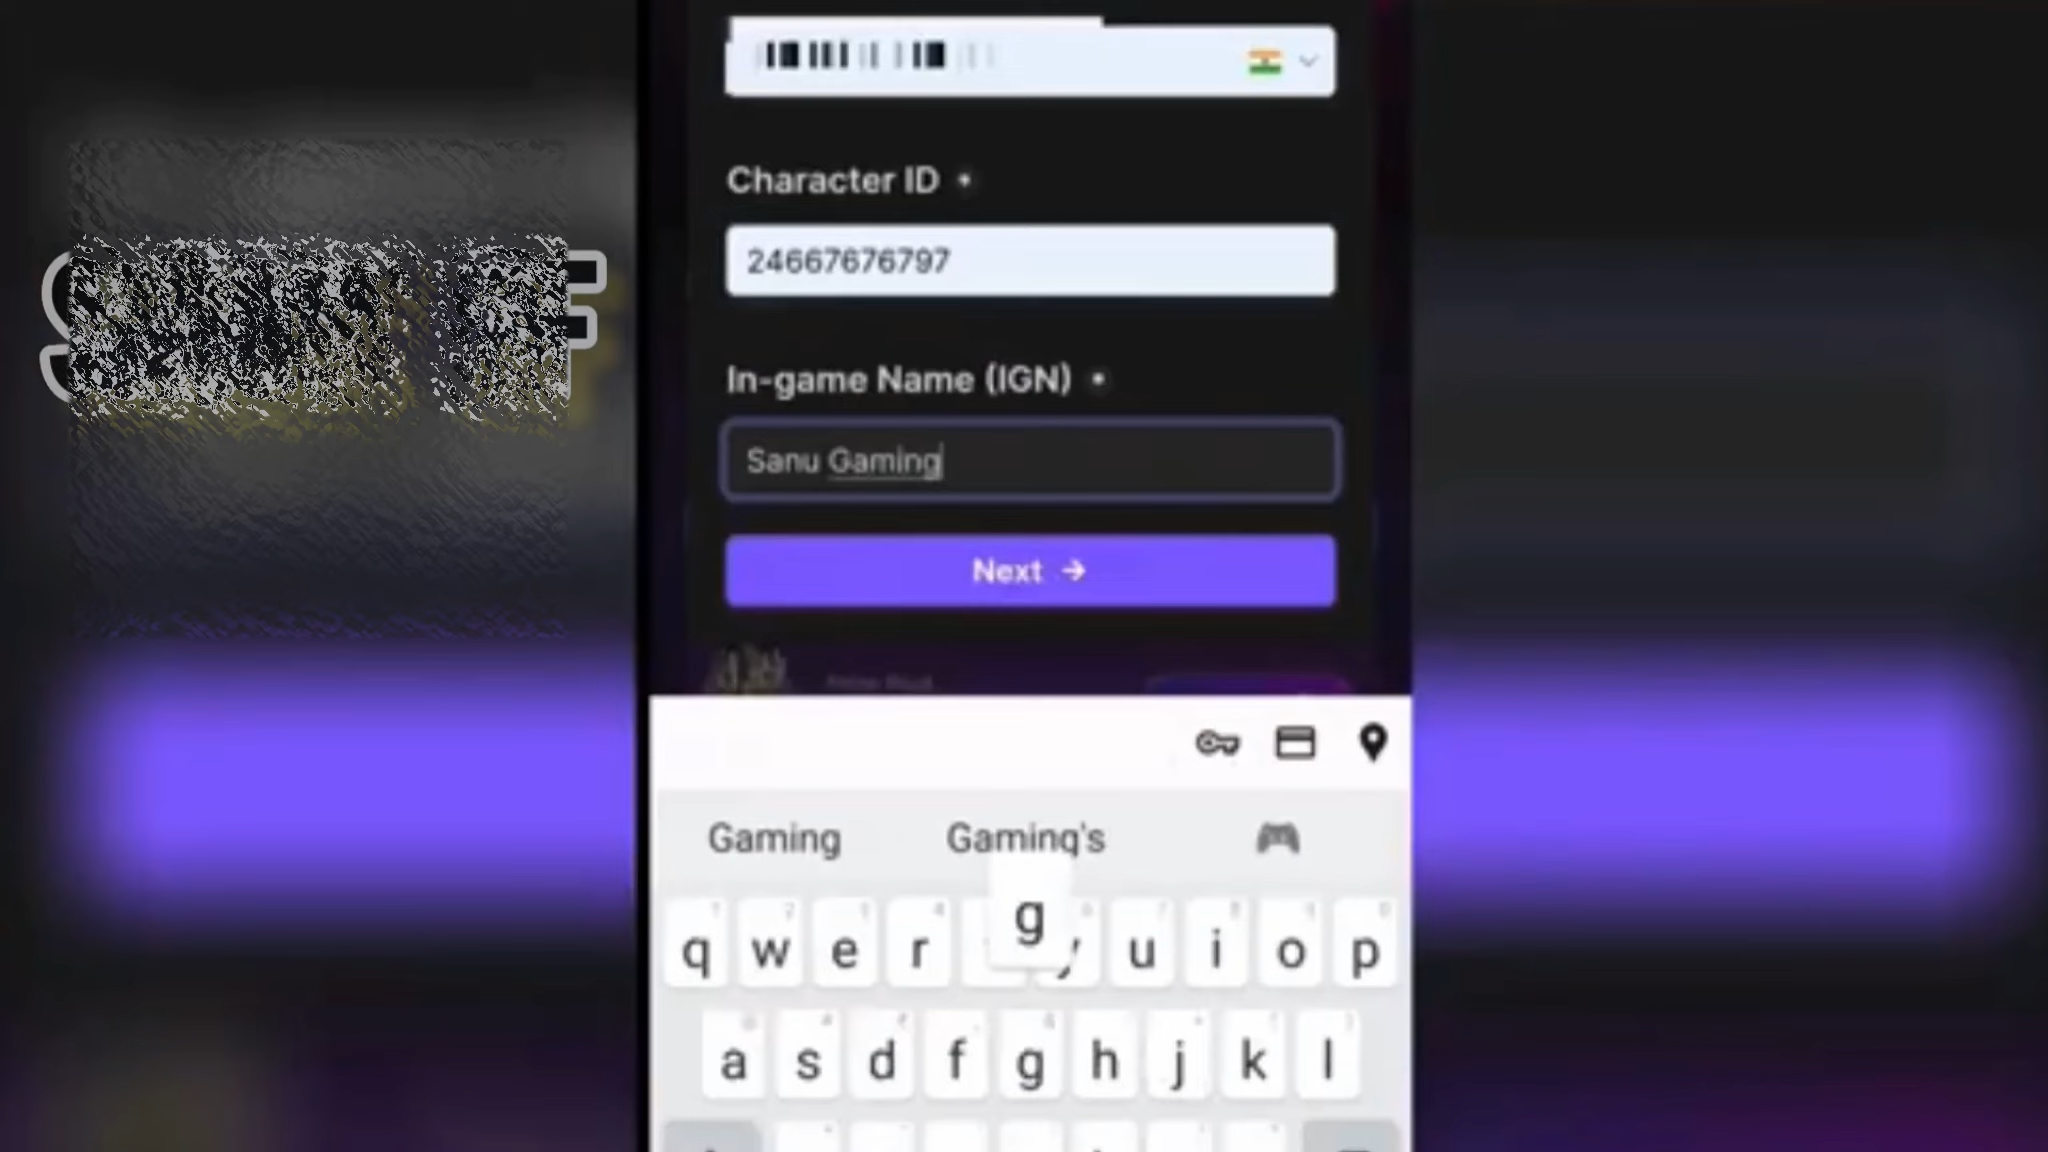 Character ID •
24667676797
In-game Name (IGN) •
Sanu Gaming
Next →
Gaming Gaming's
g
q w e r u i o p
a s d f g h j k l